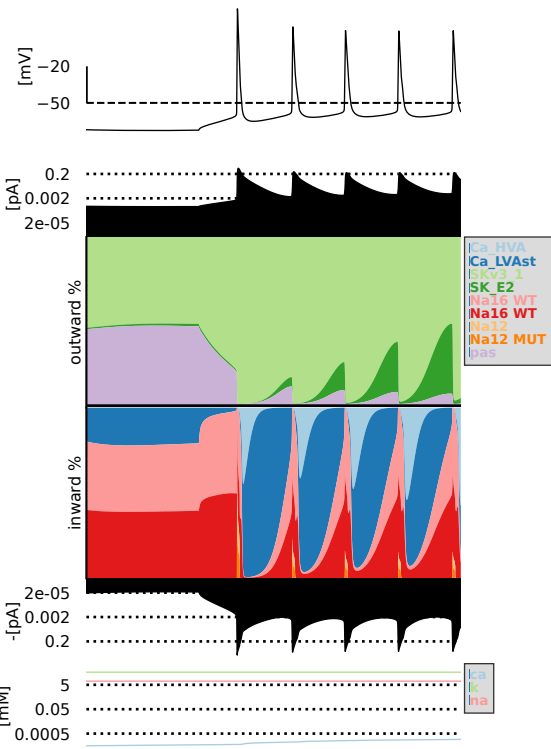 [mV]
−20
−50
[pA]
0.2
0.002
2e-05
outward %
Ca_HVA
Ca_LVAst
SKv3_1
SK_E2
Na16 WT
Na16 WT
Na12
Na12 MUT
pas
inward %
-[pA]
2e-05
0.002
0.2
[mM]
5
0.05
0.0005
ca
k
na